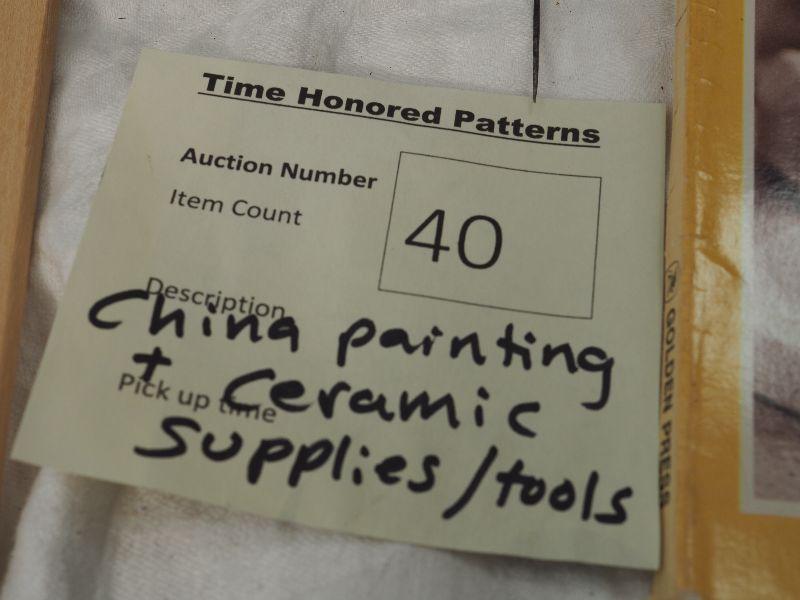 Time Honored Patterns
Auction Number
Item Count
40
Description
China painting
+ Ceramic
Pick up time
supplies/tools
GOLDEN PRESS